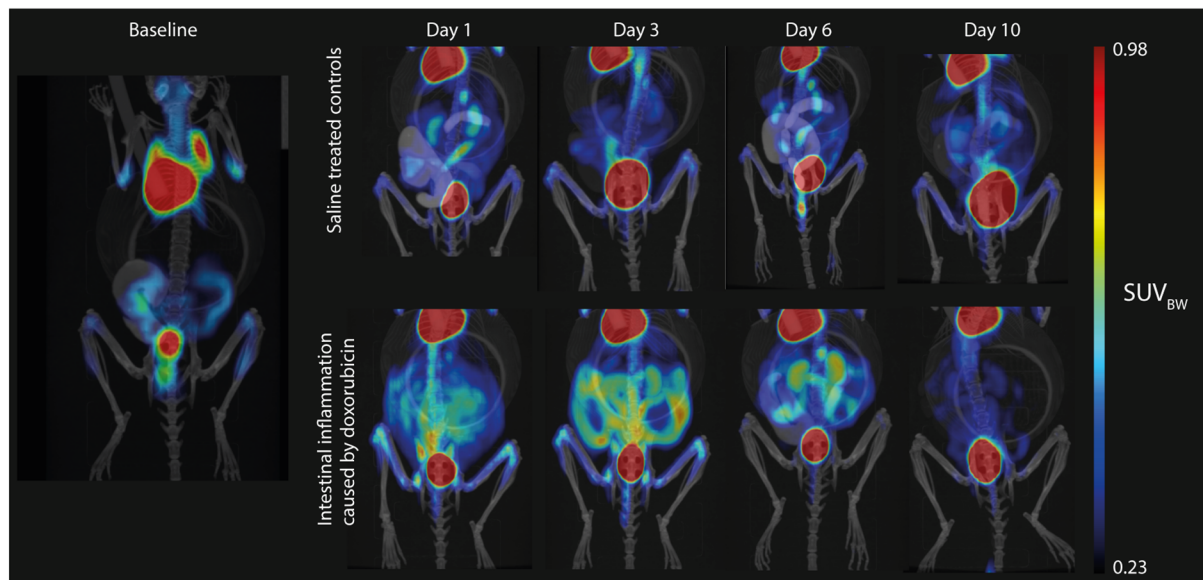 Baseline
Day 1
Day 3
Day 6
Day 10
Saline treated controls
Intestinal inflammation
caused by doxorubicin
0.98
SUVBW
0.23